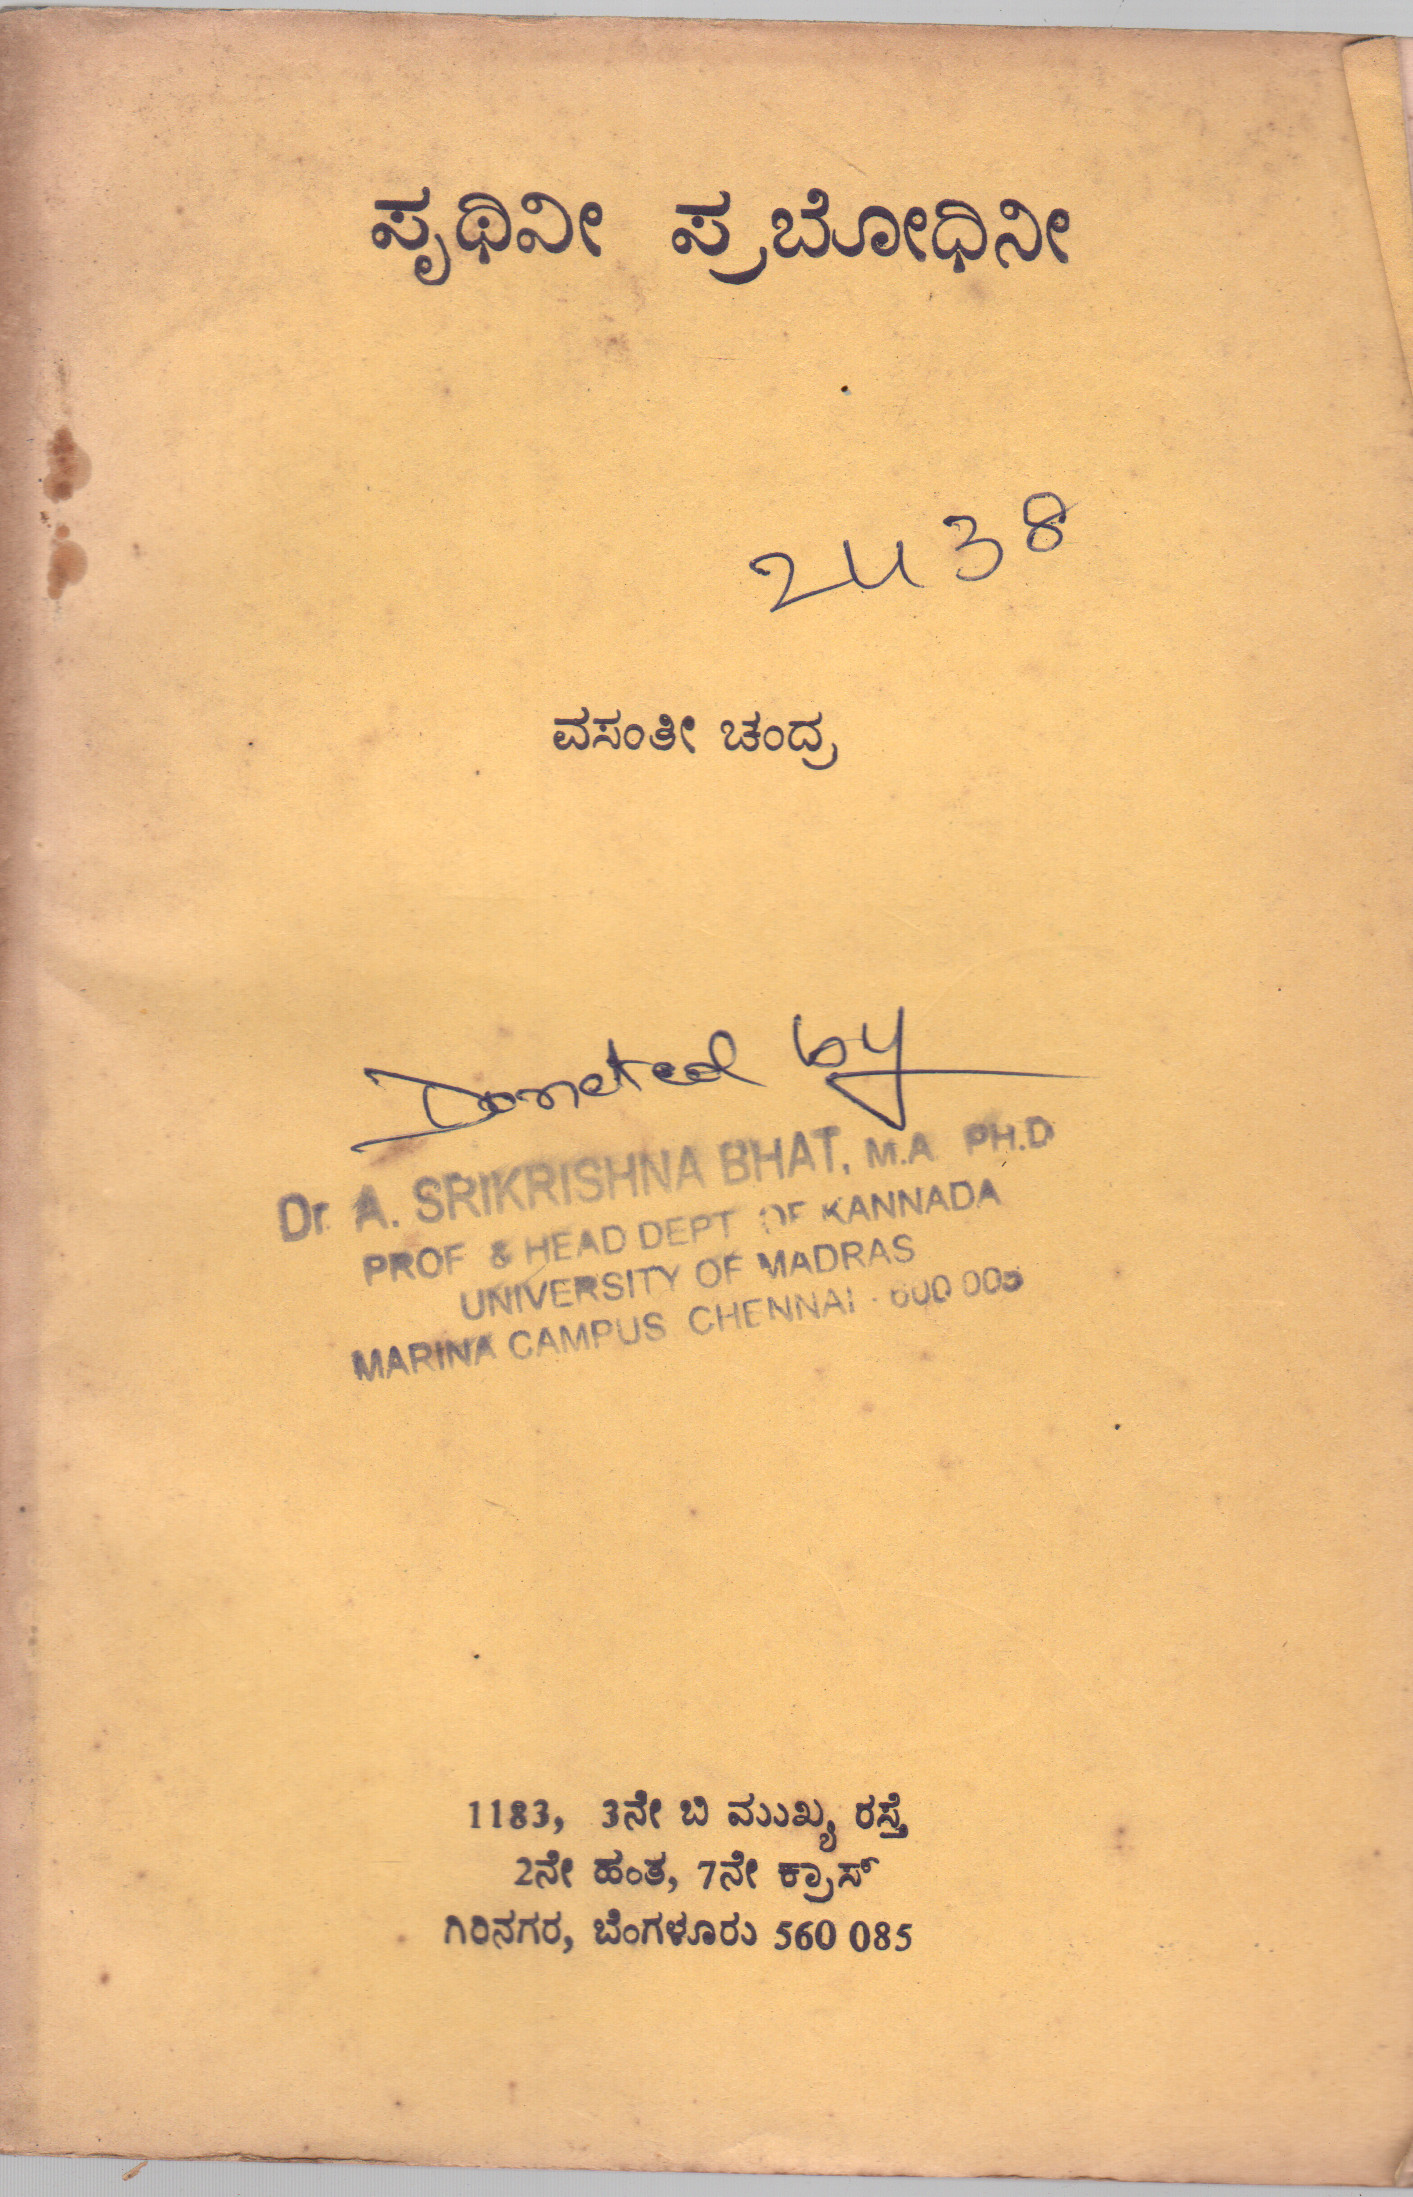 ಪೃಥಿವೀ ಪ್ರಬೋಧಿನೀ
2438
ವಸಂತೀ ಚಂದ್ರ
Donated by
Dr. A. SRIKRISHNA BHAT, M.A PH.D
PROF & HEAD DEPT OF KANNADA
UNIVERSITY OF MADRAS
MARINA CAMPUS CHENNAI - 600 005
1183, 3ನೇ ಬಿ ಮುಖ್ಯ ರಸ್ತೆ
2ನೇ ಹಂತ, 7ನೇ ಕ್ರಾಸ್
ಗಿರಿನಗರ, ಬೆಂಗಳೂರು 560 085